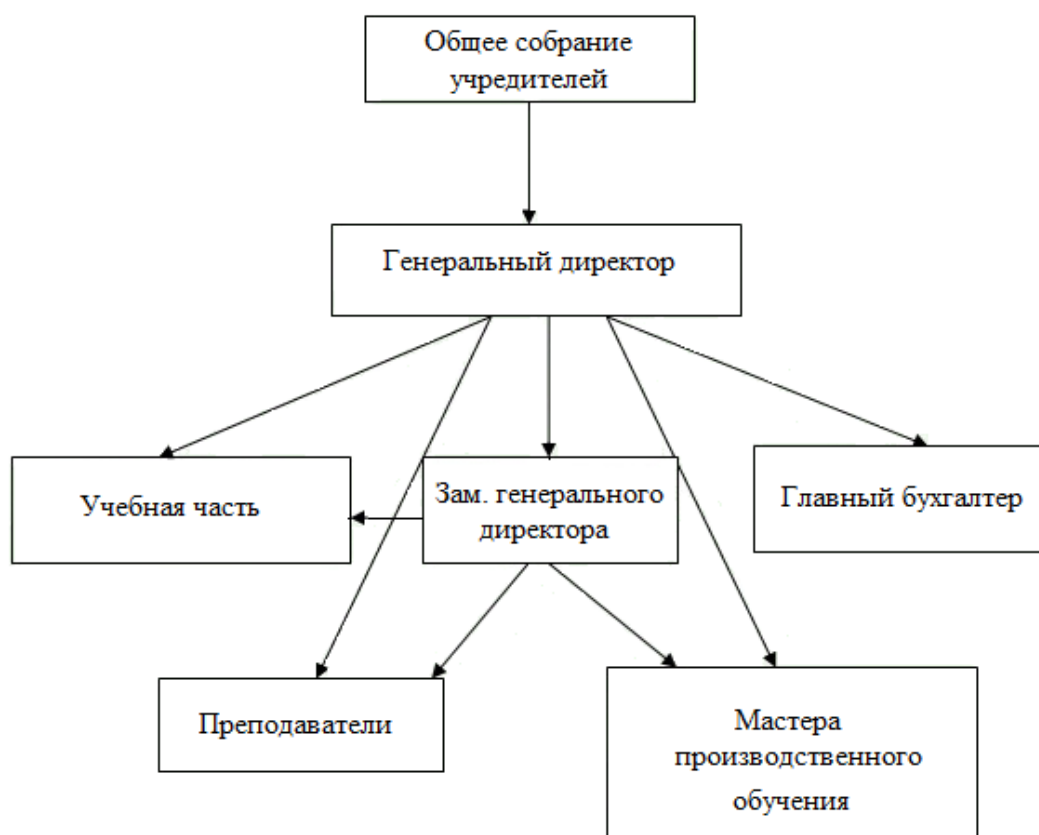 Общее собрание
учредителей
Генеральный директор
Учебная часть
Зам. генерального
директора
Главный бухгалтер
Преподаватели
Мастера
производственного
обучения